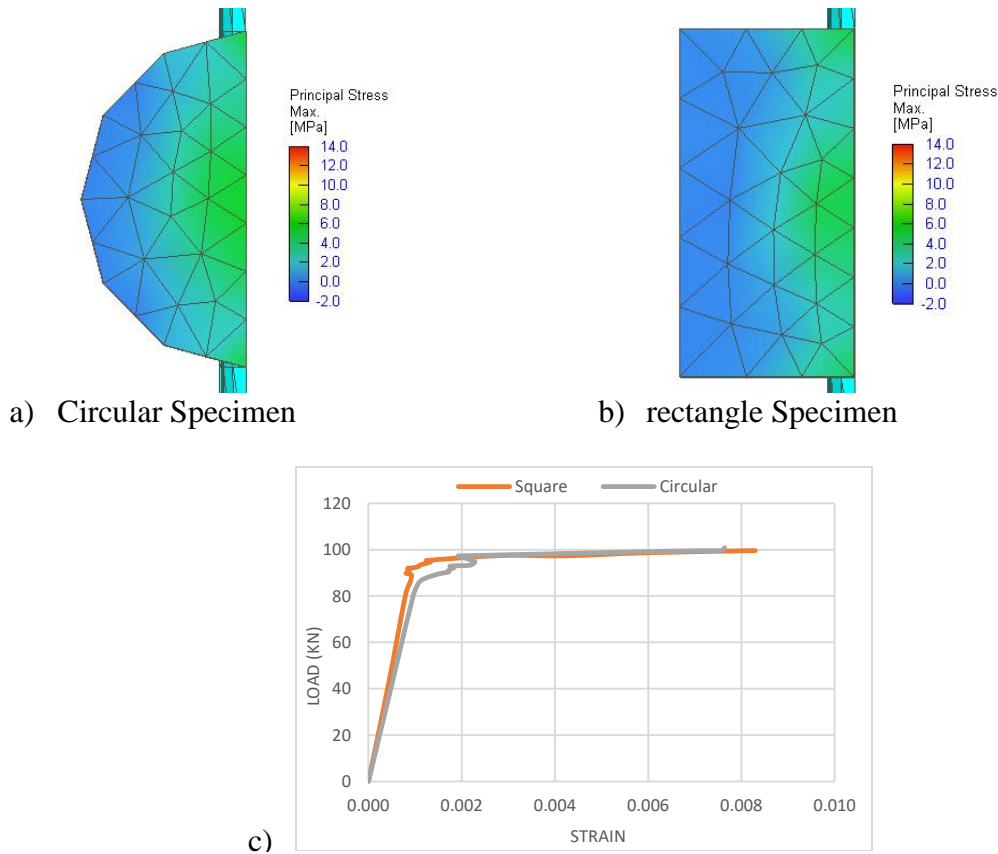 Principal Stress
Max.
[MPa]
14.0
12.0
10.0
8.0
6.0
4.0
2.0
0.0
-2.0
Principal Stress
Max.
[MPa]
14.0
12.0
10.0
8.0
6.0
4.0
2.0
0.0
-2.0
a) Circular Specimen
b) rectangle Specimen
Square
Circular
120
100
80
60
40
20
0
LOAD (KN)
0.000 0.002 0.004 0.006 0.008 0.010
STRAIN
c)